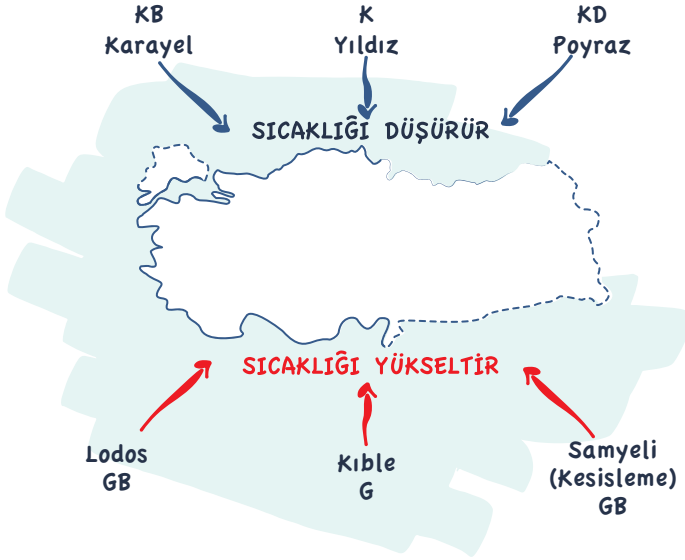 KB
Karayel
K
Yıldız
KD
Poyraz
SICAKLIĞI DÜŞÜRÜR
SICAKLIĞI YÜKSELTİR
Lodos
GB
Kıble
G
Samyeli
(Kesisleme)
GB